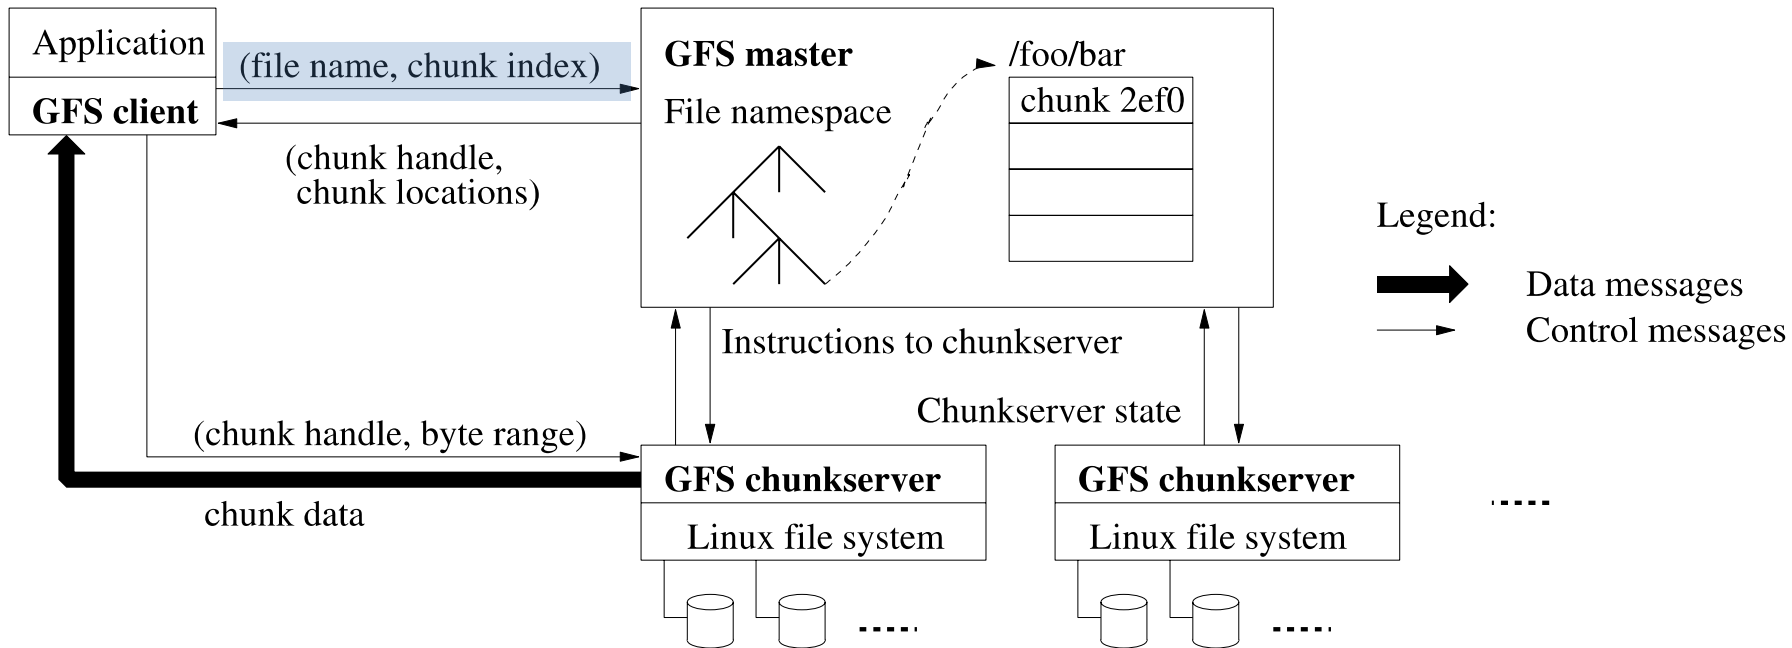 Application
GFS client
(file name, chunk index)
(chunk handle,
chunk locations)
GFS master
File namespace
/foo/bar
chunk 2ef0
Legend:
Data messages
Control messages
Instructions to chunkserver
Chunkserver state
(chunk handle, byte range)
chunk data
GFS chunkserver
Linux file system
GFS chunkserver
Linux file system